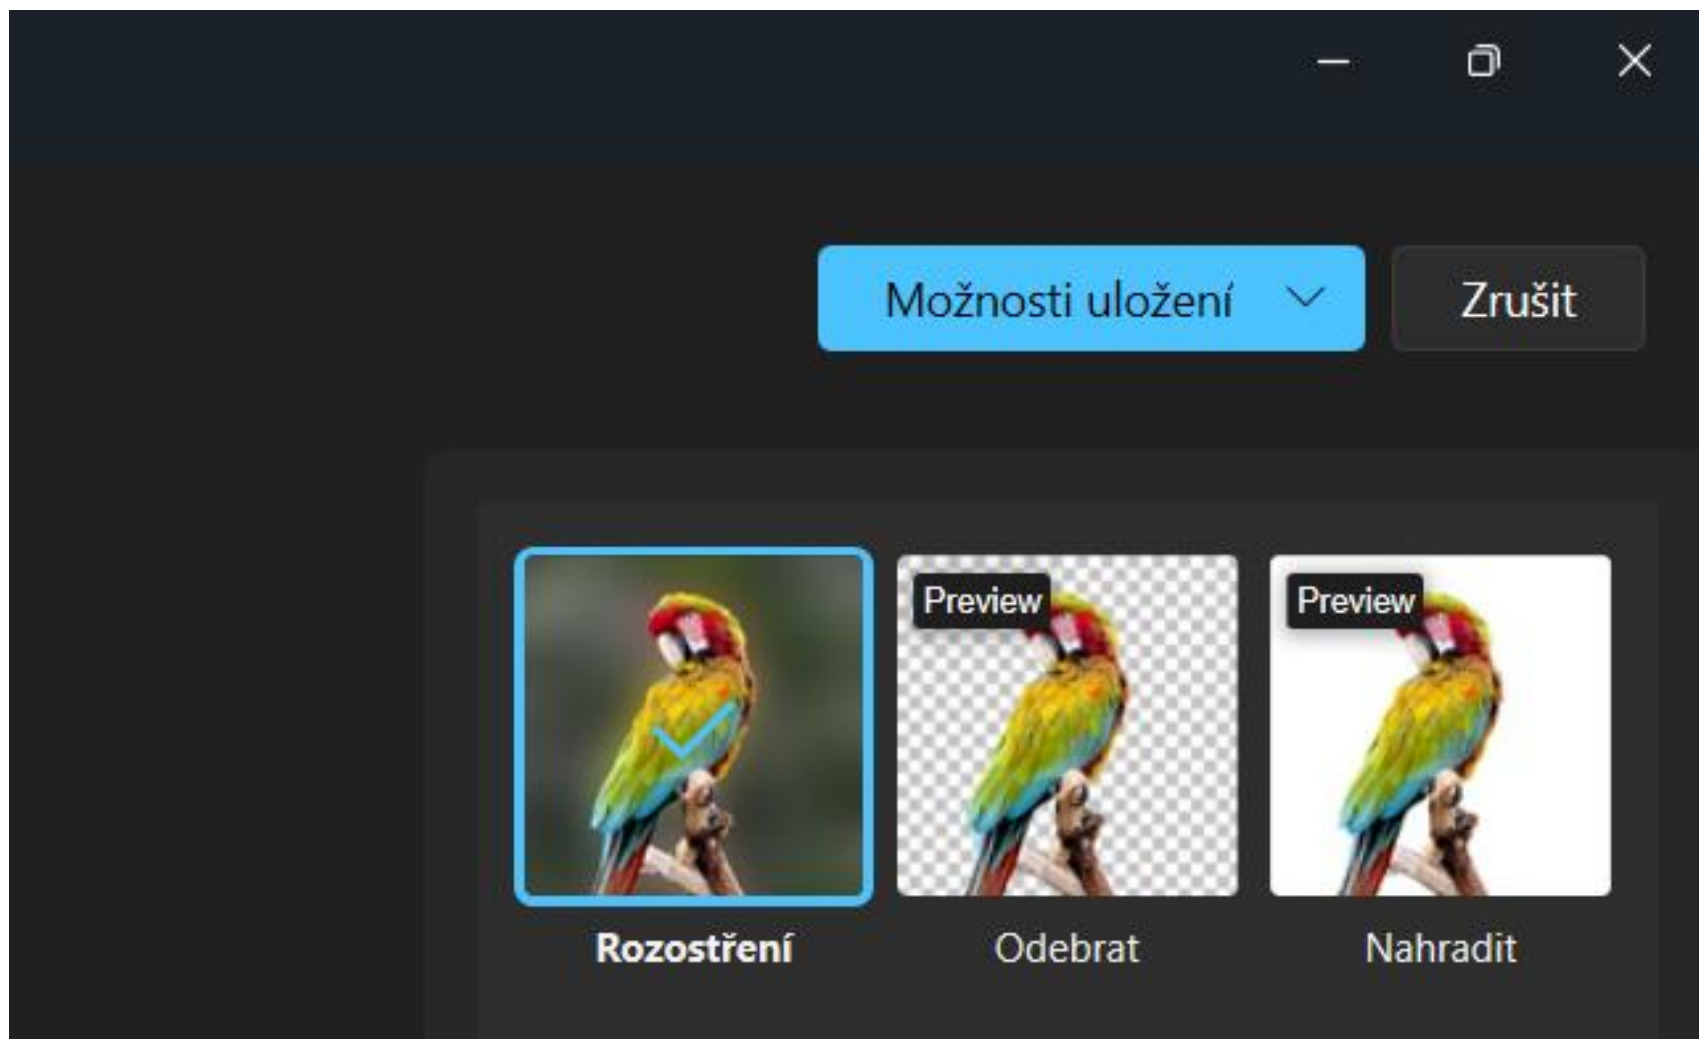 Možnosti uložení
Zrušit
Preview
Preview
Rozostření
Odebrat
Nahradit